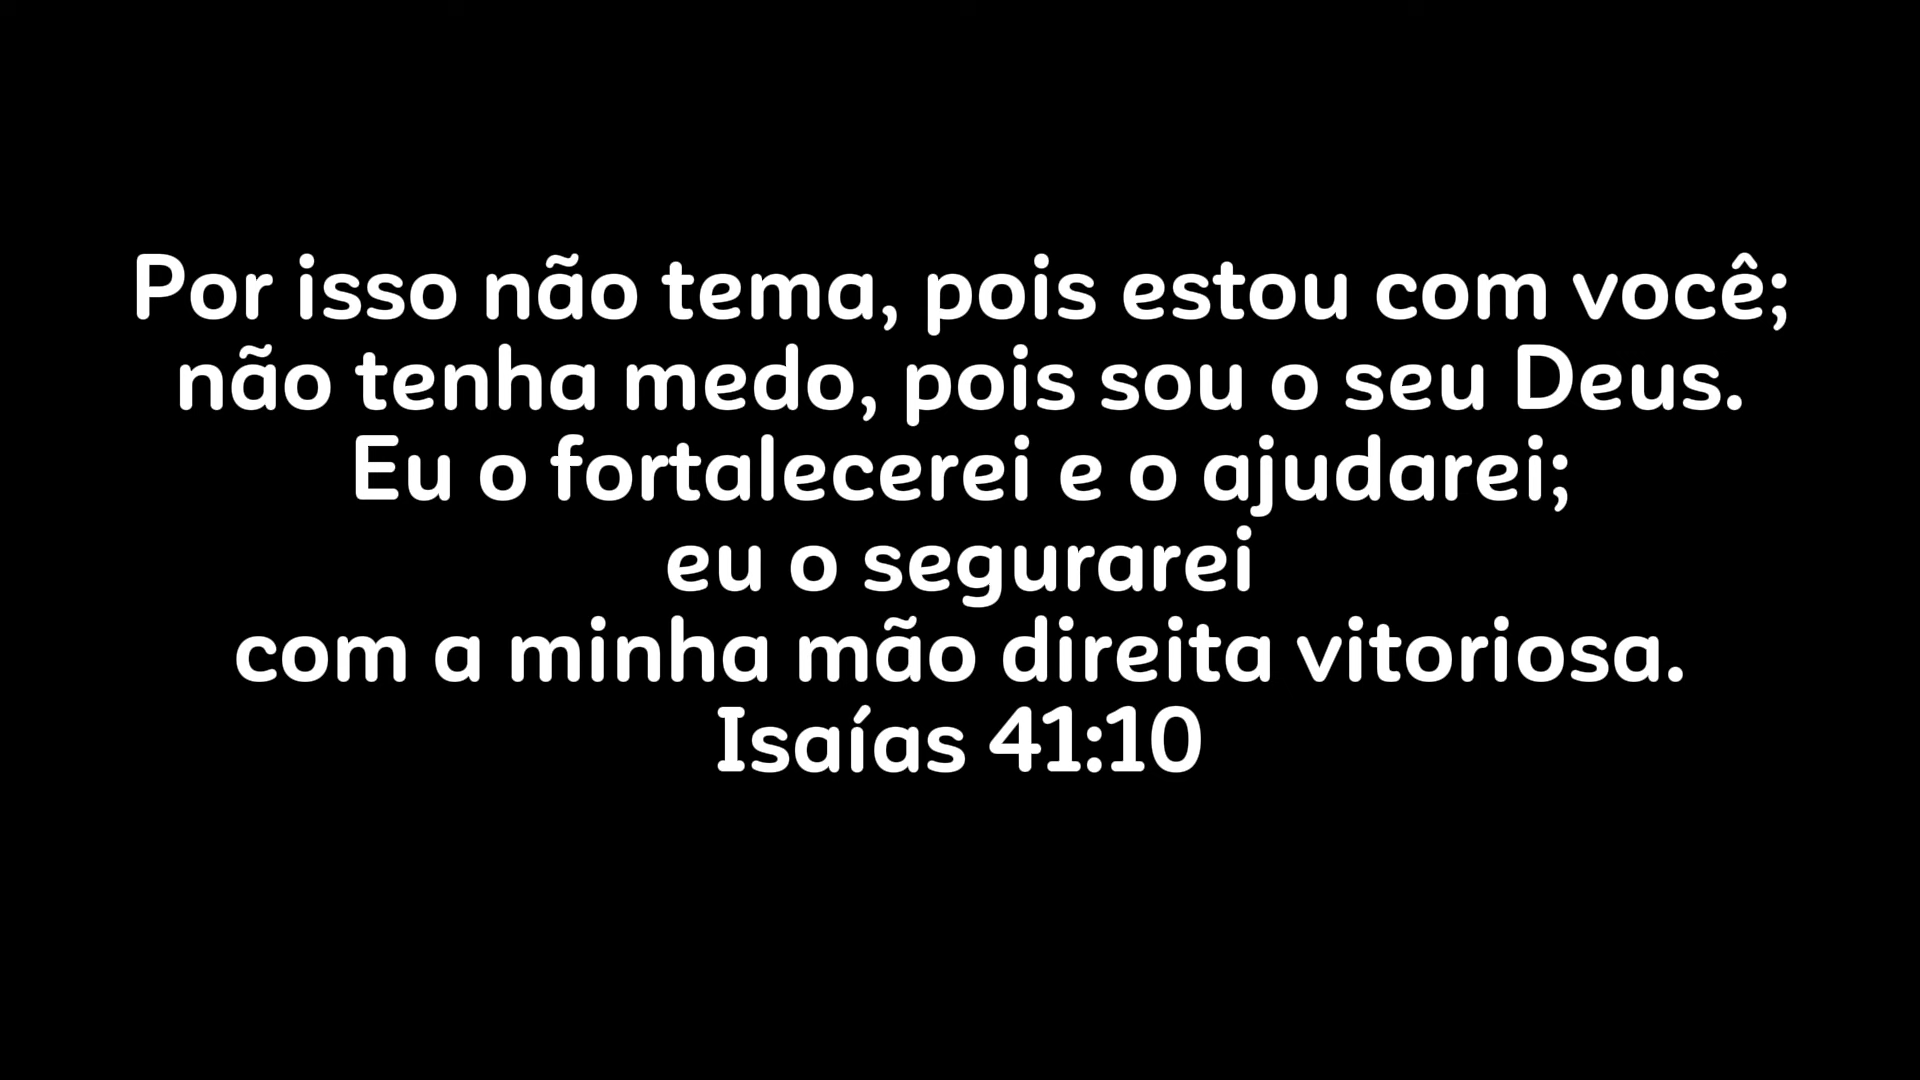 Por isso não tema, pois estou com você;
não tenha medo, pois sou o seu Deus.
Eu o fortalecerei e o ajudarei;
eu o segurarei
com a minha mão direita vitoriosa.
Isaías 41:10